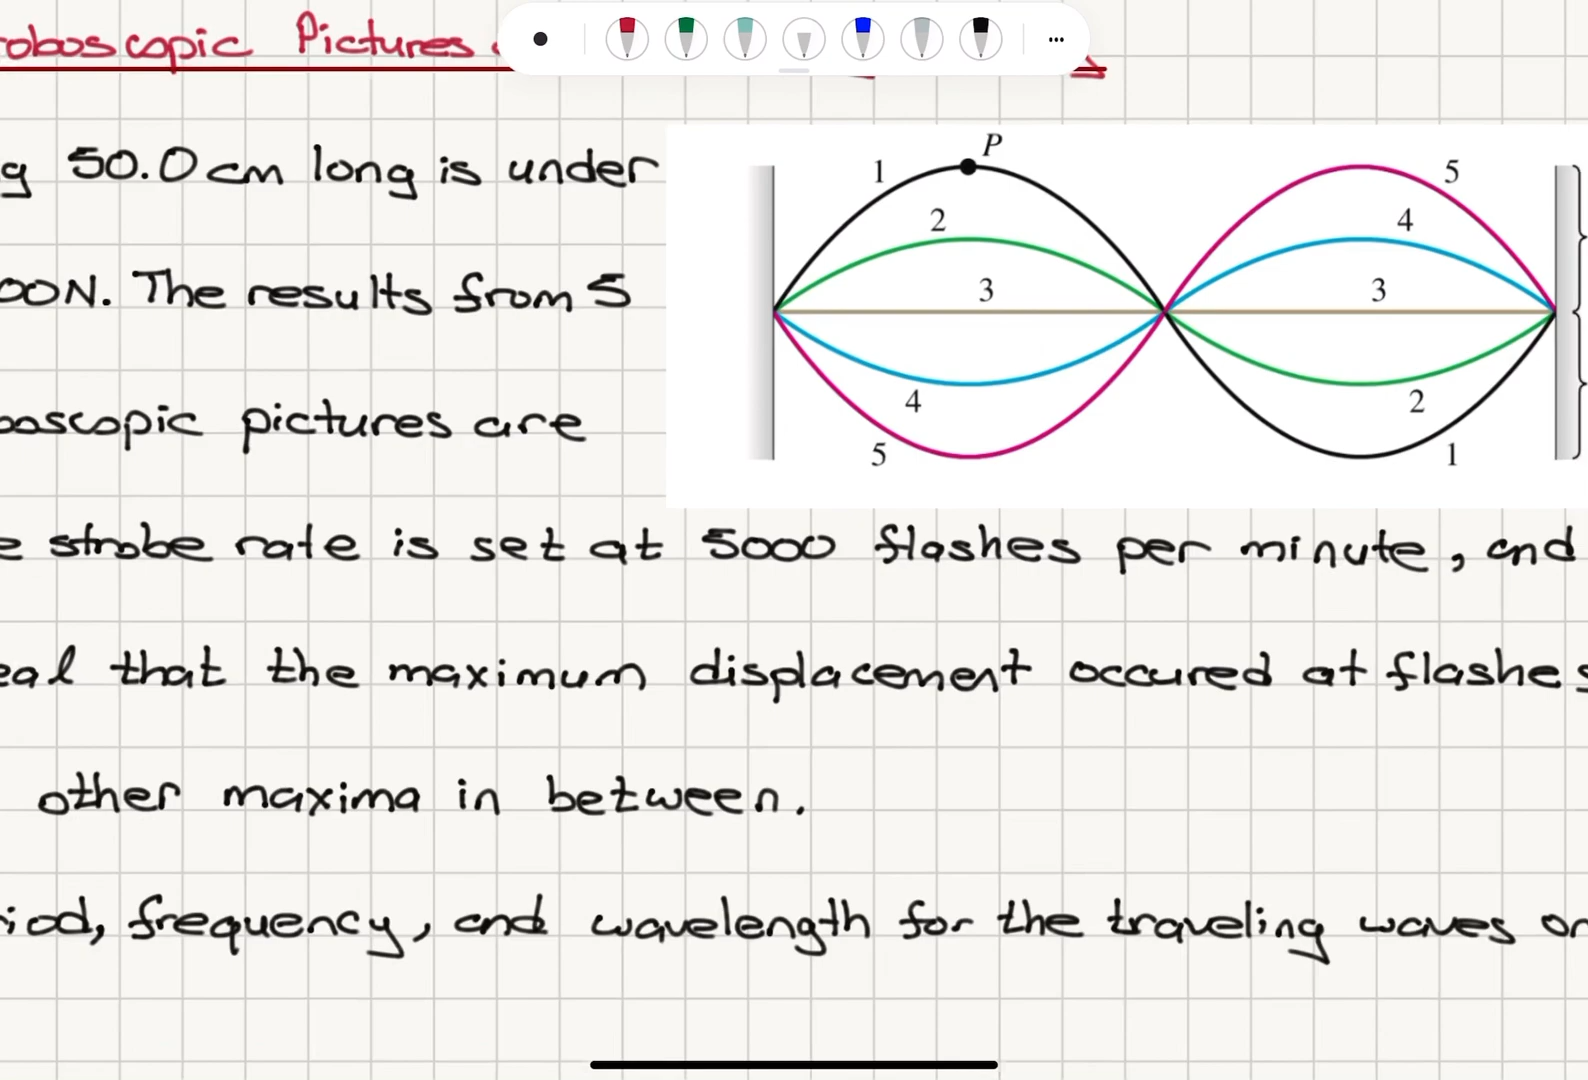 oboscopic Pictures
g 50.0cm long is under
00N. The results from 5
boscopic pictures are
e strobe rate is set at 5000 flashes per minute, and
eal that the maximum displacement occured at flashes
other maxima in between.
iod, frequency, and wavelength for the traveling waves on
P
1
5
2
4
3
3
4
2
5
1